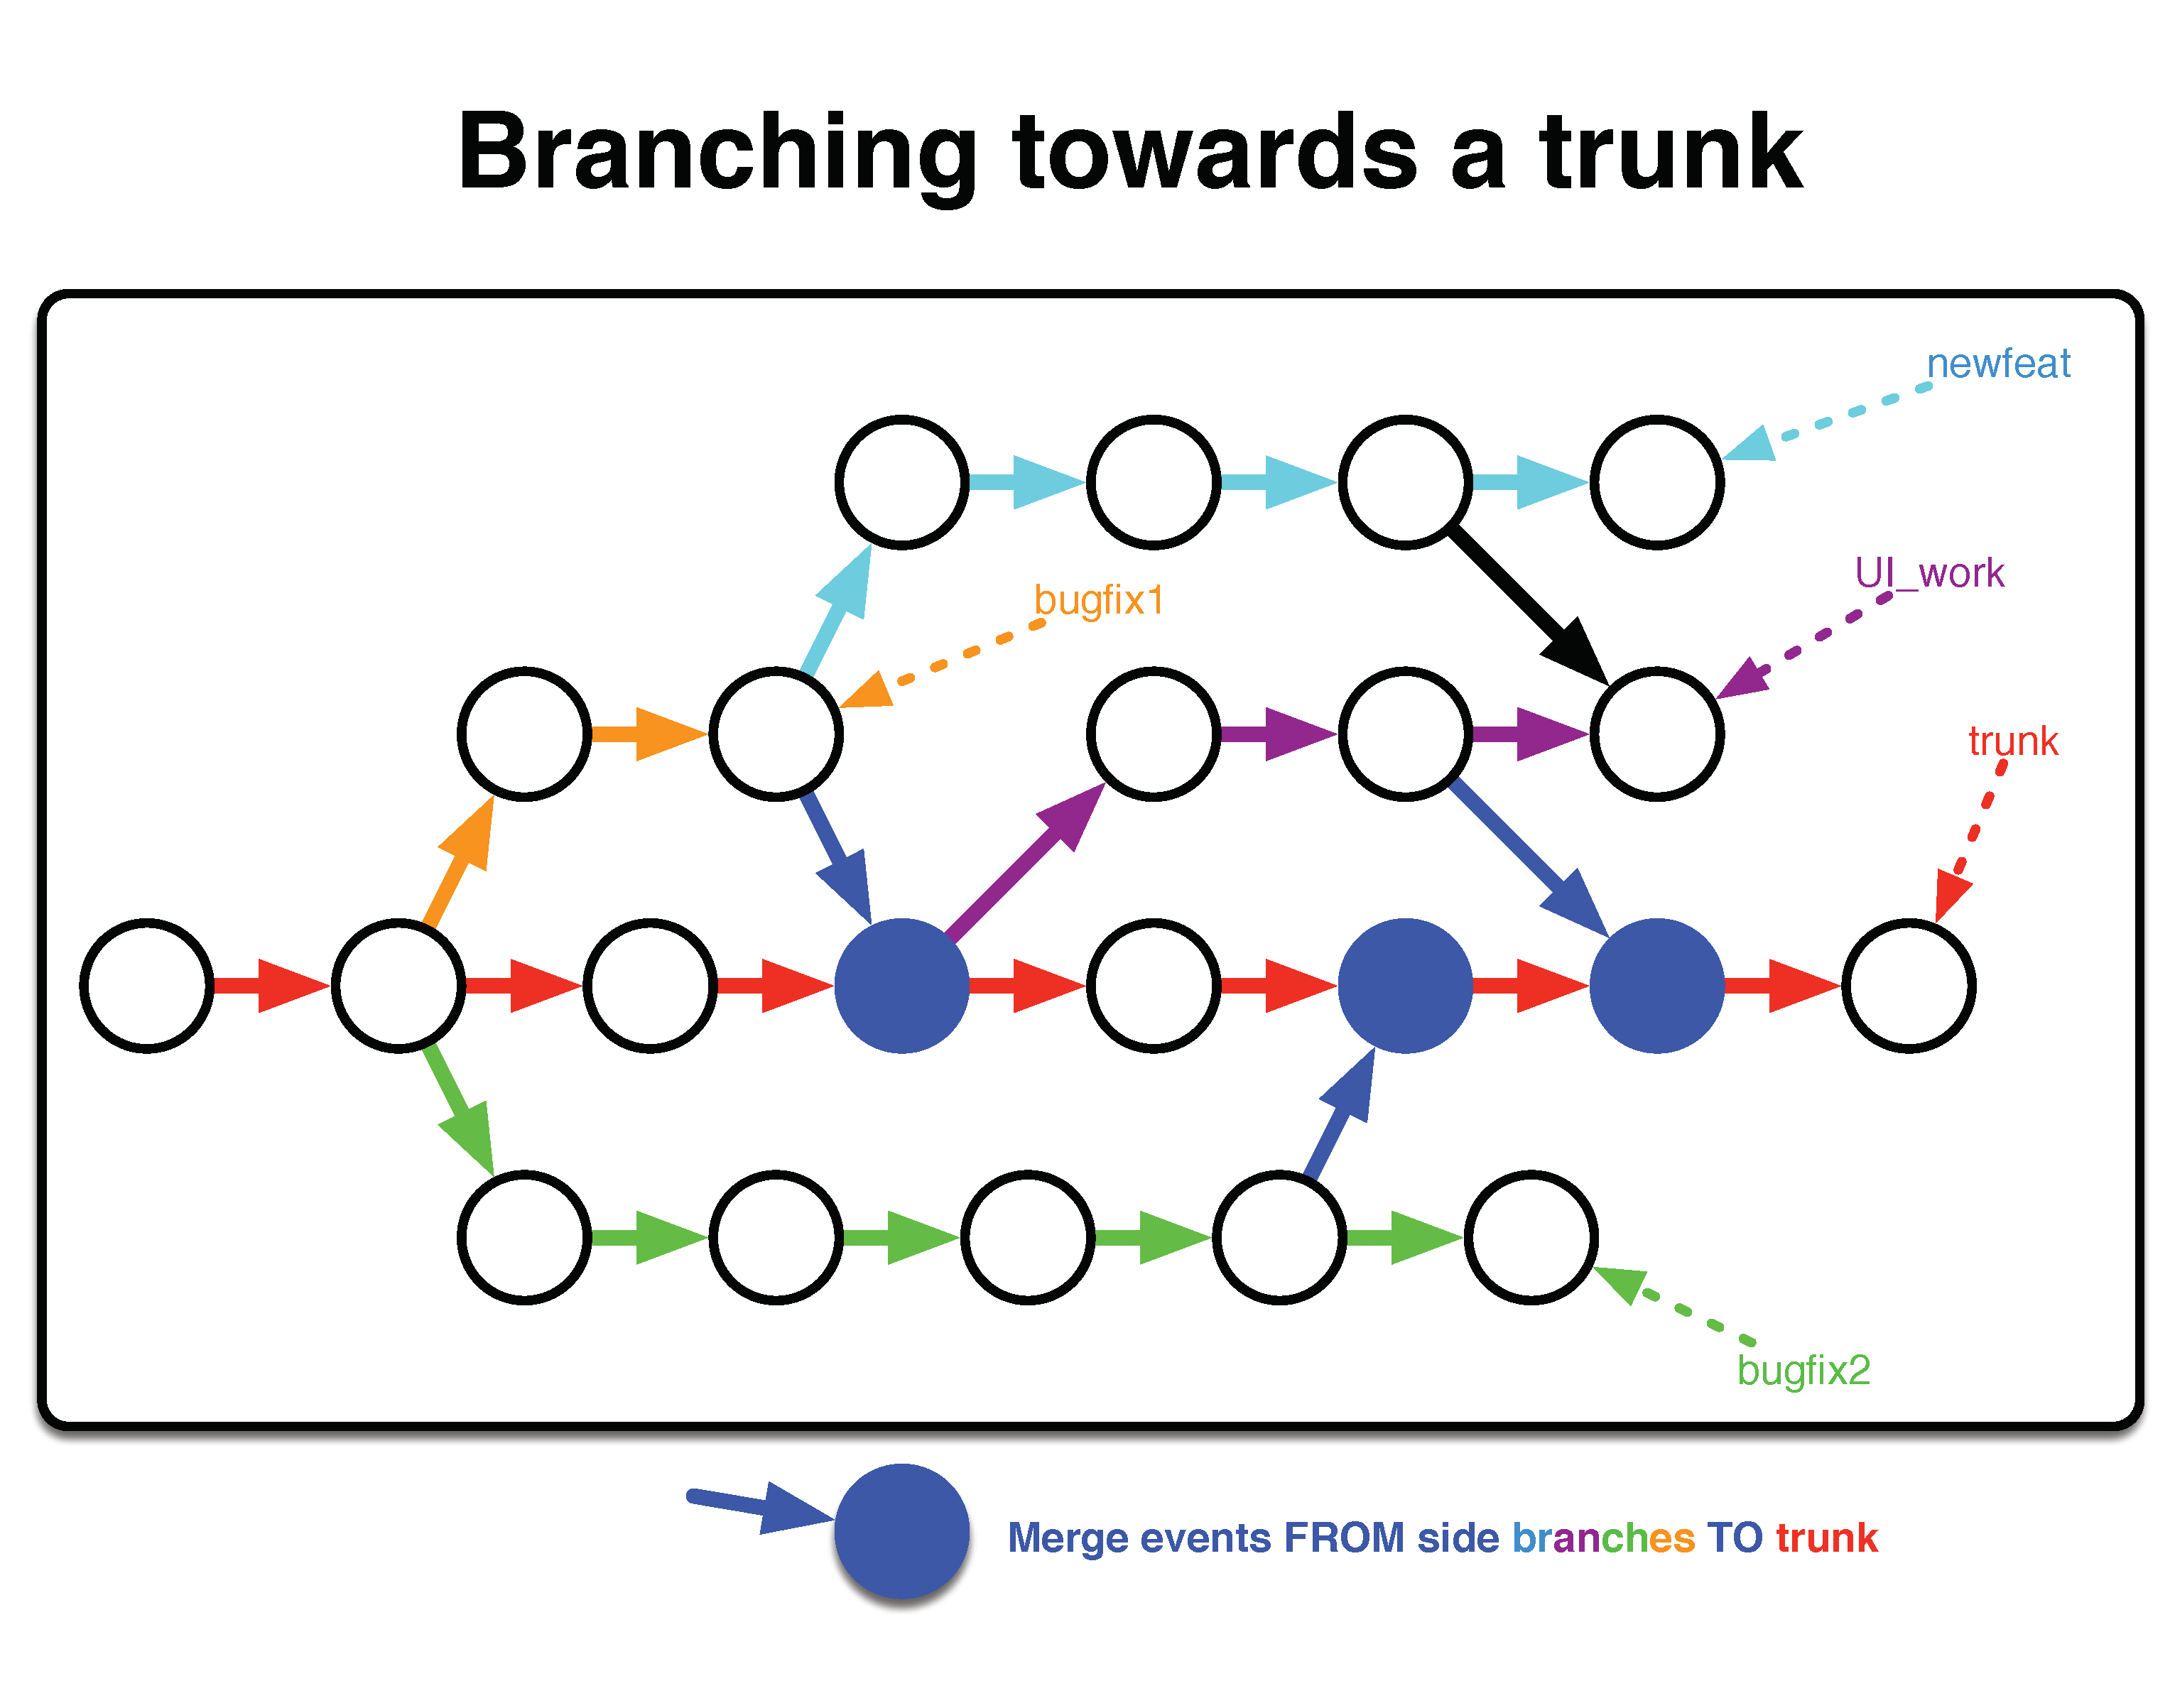 Branching towards a trunk
newfeat
UI_work
bugfix1
trunk
bugfix2
Merge events FROM side branches TO trunk